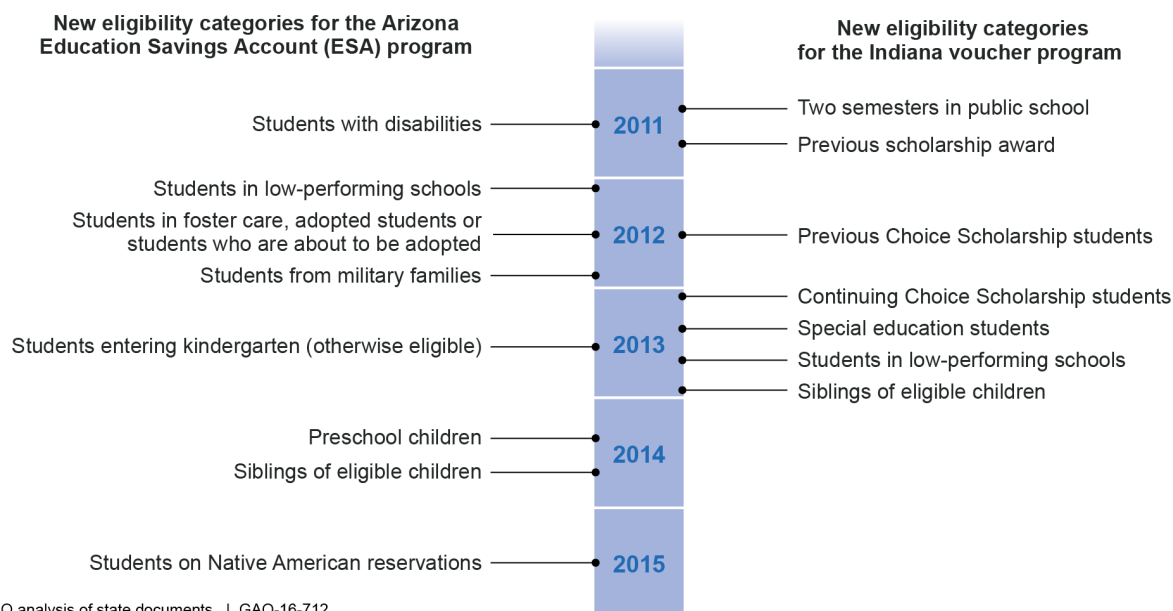 New eligibility categories for the Arizona
Education Savings Account (ESA) program
New eligibility categories
for the Indiana voucher program
2011
Students with disabilities
Two semesters in public school
Previous scholarship award
2012
Students in low-performing schools
Students in foster care, adopted students or
students who are about to be adopted
Students from military families
Previous Choice Scholarship students
2013
Students entering kindergarten (otherwise eligible)
Continuing Choice Scholarship students
Special education students
Students in low-performing schools
Siblings of eligible children
2014
Preschool children
Siblings of eligible children
2015
Students on Native American reservations
analysis of state documents. | GAO-16-712